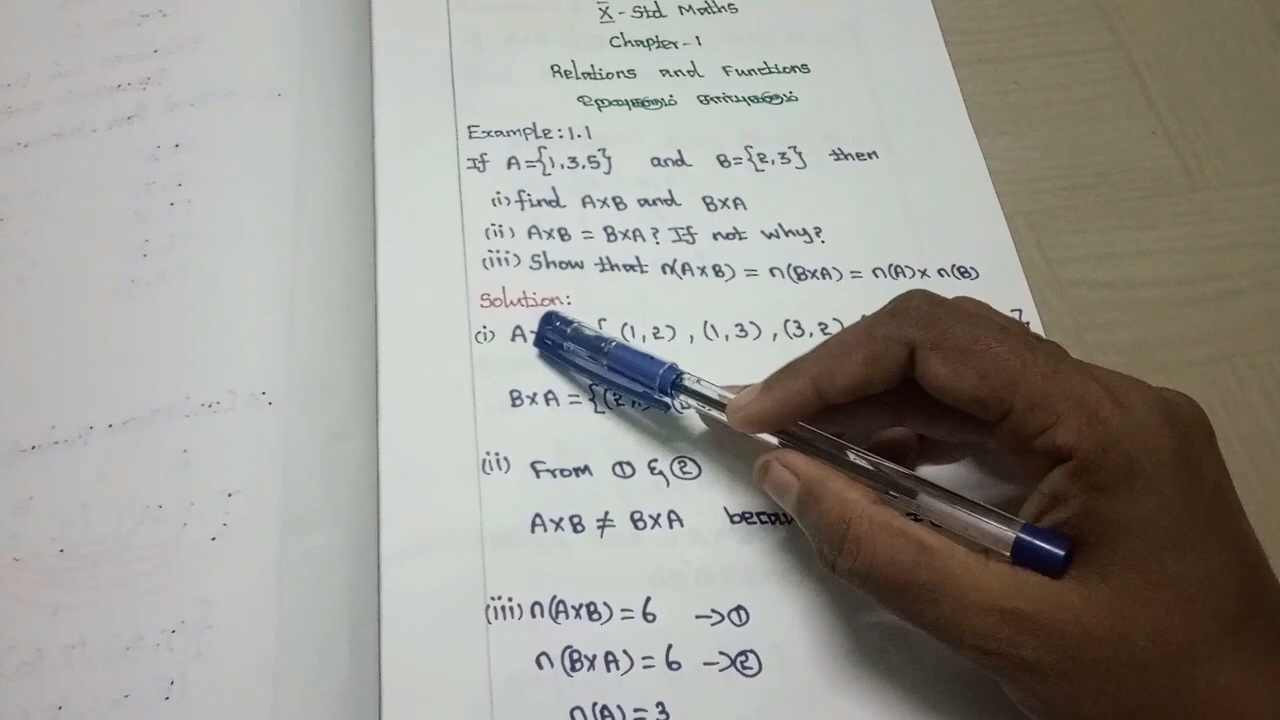 X - Std Maths
Chapter - 1
Relations and Functions
உறவுகளும் சார்புகளும்
Example: 1.1
If A={1,3,5} and B={2,3} then
(i) find A×B and B×A
(ii) A×B = B×A? If not why?
(iii) Show that n(A×B) = n(B×A) = n(A)× n(B)
Solution:
(i) A (1,2) , (1,3) , (3,2) }
B×A = {(2,
(ii) From ① & ②
A×B ≠ B×A
(iii) n(A×B) = 6 → ①
n(B×A) = 6 → ②
n(A) = 3